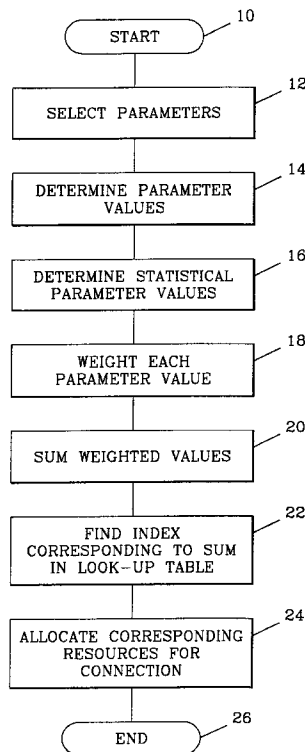 START
10
SELECT PARAMETERS
12
DETERMINE PARAMETER
VALUES
14
DETERMINE STATISTICAL
PARAMETER VALUES
16
WEIGHT EACH
PARAMETER VALUE
18
SUM WEIGHTED VALUES
20
FIND INDEX
CORRESPONDING TO SUM
IN LOOK-UP TABLE
22
ALLOCATE CORRESPONDING
RESOURCES FOR
CONNECTION
24
END
26